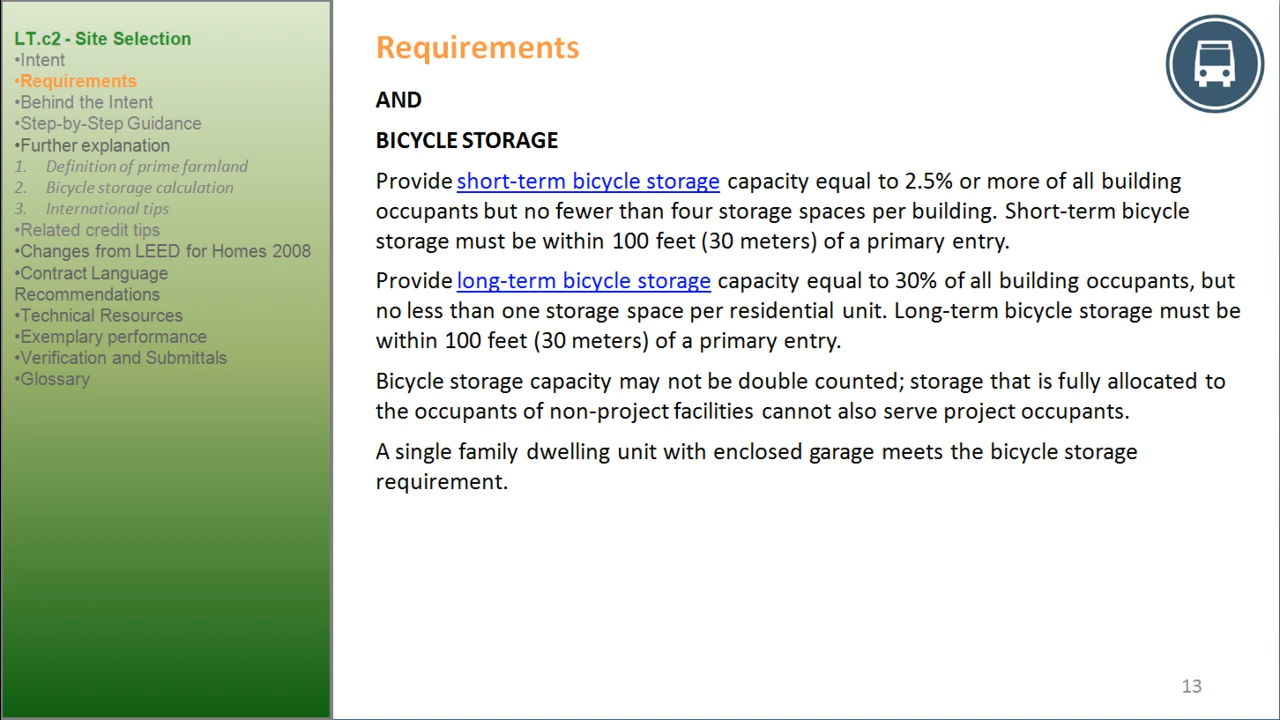 LT.c2 - Site Selection
•Intent
•Requirements
•Behind the Intent
•Step-by-Step Guidance
•Further explanation
1. Definition of prime farmland
2. Bicycle storage calculation
3. International tips
•Related credit tips
•Changes from LEED for Homes 2008
•Contract Language
Recommendations
•Technical Resources
•Exemplary performance
•Verification and Submittals
•Glossary
Requirements
AND
BICYCLE STORAGE
Provide short-term bicycle storage capacity equal to 2.5% or more of all building
occupants but no fewer than four storage spaces per building. Short-term bicycle
storage must be within 100 feet (30 meters) of a primary entry.
Provide long-term bicycle storage capacity equal to 30% of all building occupants, but
no less than one storage space per residential unit. Long-term bicycle storage must be
within 100 feet (30 meters) of a primary entry.
Bicycle storage capacity may not be double counted; storage that is fully allocated to
the occupants of non-project facilities cannot also serve project occupants.
A single family dwelling unit with enclosed garage meets the bicycle storage
requirement.
13